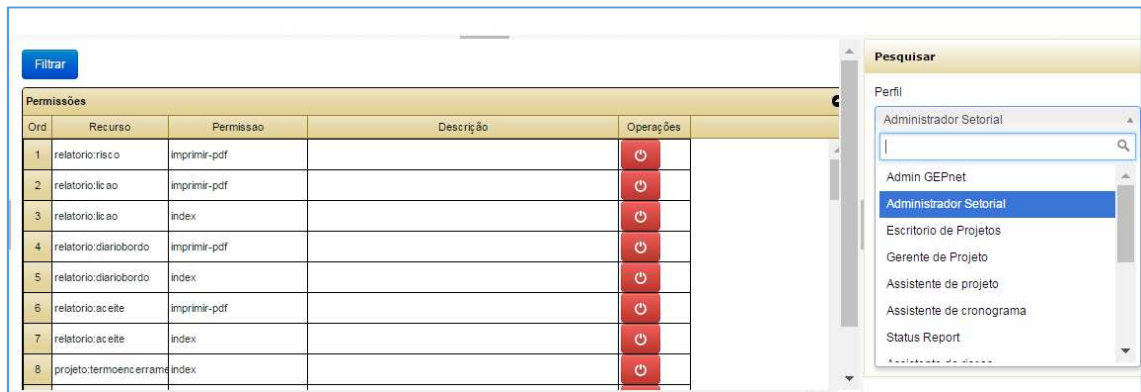 Filtrar
Permissões
Ord Recurso Permissao Descrição Operações
1 relatorio:risco imprimir-pdf
2 relatorio:licao imprimir-pdf
3 relatorio:licao index
4 relatorio:diariobordo imprimir-pdf
5 relatorio:diariobordo index
6 relatorio:aceite imprimir-pdf
7 relatorio:aceite index
8 projeto:termoencerrame index
Pesquisar
Perfil
Administrador Setorial
Admin GEPnet
Administrador Setorial
Escritorio de Projetos
Gerente de Projeto
Assistente de projeto
Assistente de cronograma
Status Report